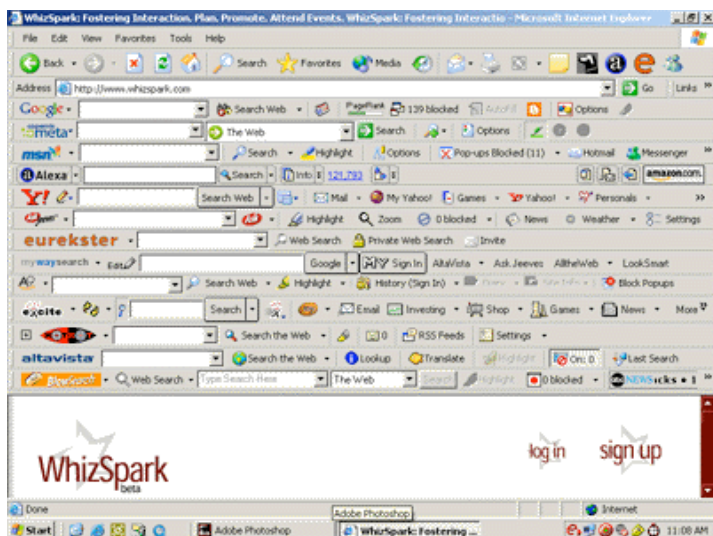 WhizSpark: Fostering Interaction. Plan. Promote. Attend Events. WhizSpark: Fostering Interactio - Microsoft Internet Explorer
File Edit View Favorites Tools Help
Back Search Favorites Media
Address http://www.whizspark.com Go Links »
Google Search Web PageRank 139 blocked AutoFill Options
meta The Web Search Options
msn Search Highlight Options Pop-ups Blocked (11) Hotmail Messenger »
Alexa Search Info 121,793 amazon.com
Y! Search Web Mail My Yahoo! Games Yahoo! Personals »
Highlight Zoom 0 blocked News Weather Settings
eurekster Web Search Private Web Search Invite
mywaysearch Edit Google MY Sign In AltaVista Ask Jeeves AlltheWeb LookSmart
Search Web Highlight History (Sign In) Site Info Block Popups
excite Search Email Investing Shop Games News More
Search the Web 0 RSS Feeds Settings
altavista Search the Web Lookup Translate Highlight On: 0 Last Search
Web Search Type Search Here The Web Search Highlight 0 blocked abc NEWS 1 »
WhizSpark
beta
log in sign up
Done Internet
Adobe Photoshop
Start Adobe Photoshop WhizSpark: Fostering ... 11:08 AM